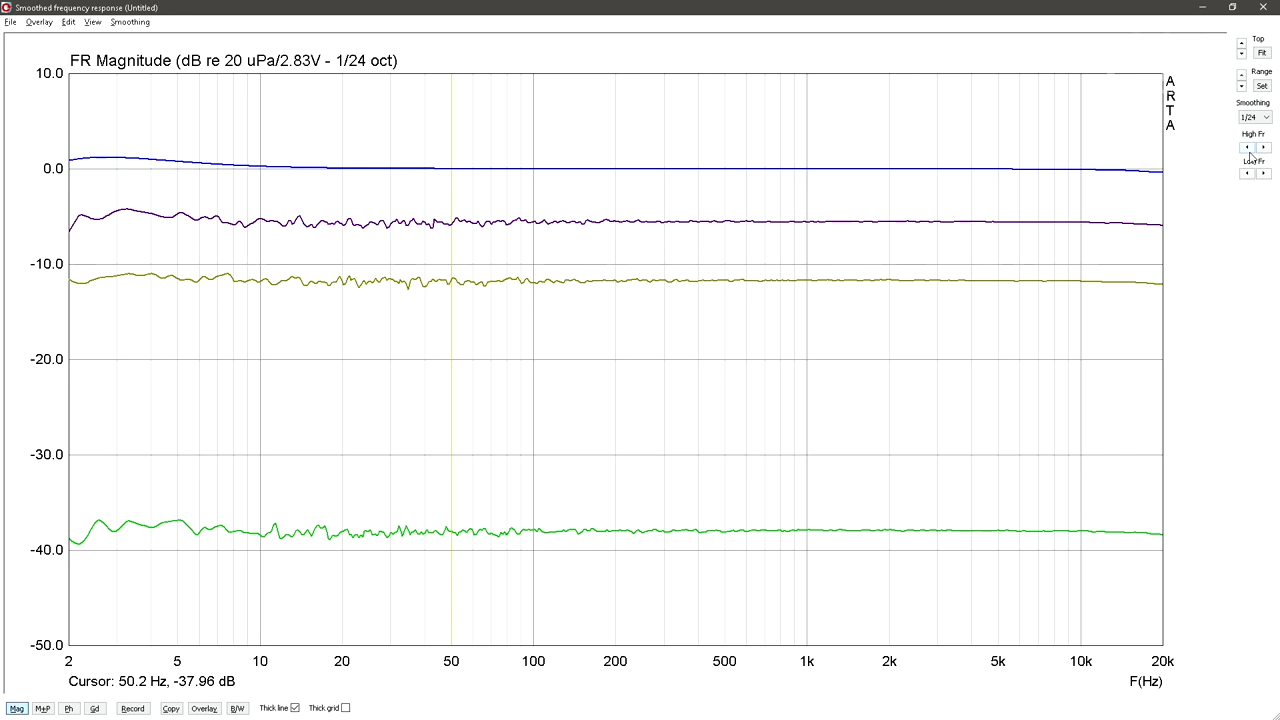 Smoothed frequency response (Untitled)
File Overlay Edit View Smoothing
FR Magnitude (dB re 20 uPa/2.83V - 1/24 oct)
10.0
0.0
-10.0
-20.0
-30.0
-40.0
-50.0
A
R
T
A
2 5 10 20 50 100 200 500 1k 2k 5k 10k 20k
Cursor: 50.2 Hz, -37.96 dB
F(Hz)
Top
Fit
Range
Set
Smoothing
1/24
High Fr
Low Fr
Mag M+P Ph Gd Record Copy Overlay B/W Thick line Thick grid